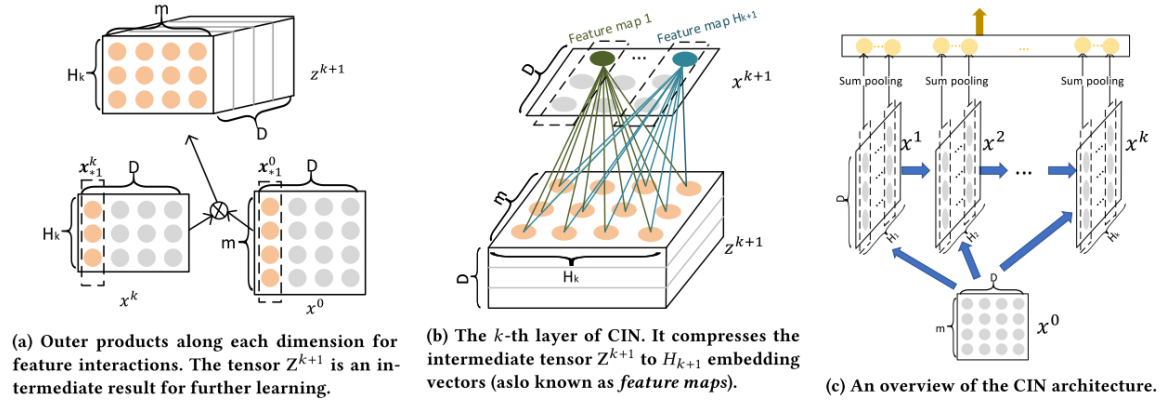 m
H_k
z^{k+1}
D
x^k_{*1}
D
x^0_{*1}
D
H_k
m
x^k
x^0
(a) Outer products along each dimension for
feature interactions. The tensor Z^{k+1} is an in-
termediate result for further learning.
Feature map 1
Feature map H_{k+1}
D
...
x^{k+1}
m
H_k
D
z^{k+1}
(b) The k-th layer of CIN. It compresses the
intermediate tensor Z^{k+1} to H_{k+1} embedding
vectors (aslo known as feature maps).
...
Sum pooling
Sum pooling
Sum pooling
x^1
x^2
x^k
D
...
H_1
H_2
H_k
D
m
x^0
(c) An overview of the CIN architecture.